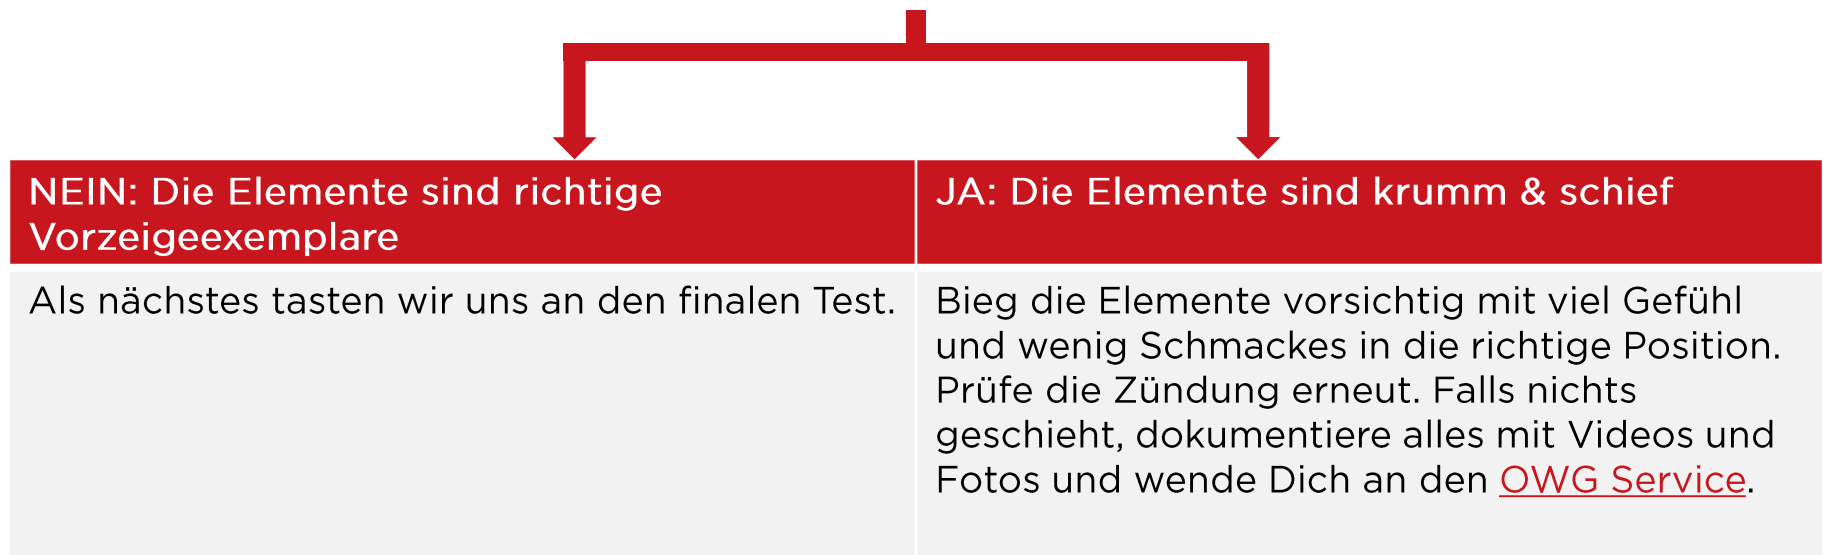 NEIN: Die Elemente sind richtige
Vorzeigeexemplare
JA: Die Elemente sind krumm & schief
Als nächstes tasten wir uns an den finalen Test.
Bieg die Elemente vorsichtig mit viel Gefühl
und wenig Schmackes in die richtige Position.
Prüfe die Zündung erneut. Falls nichts
geschieht, dokumentiere alles mit Videos und
Fotos und wende Dich an den OWG Service.